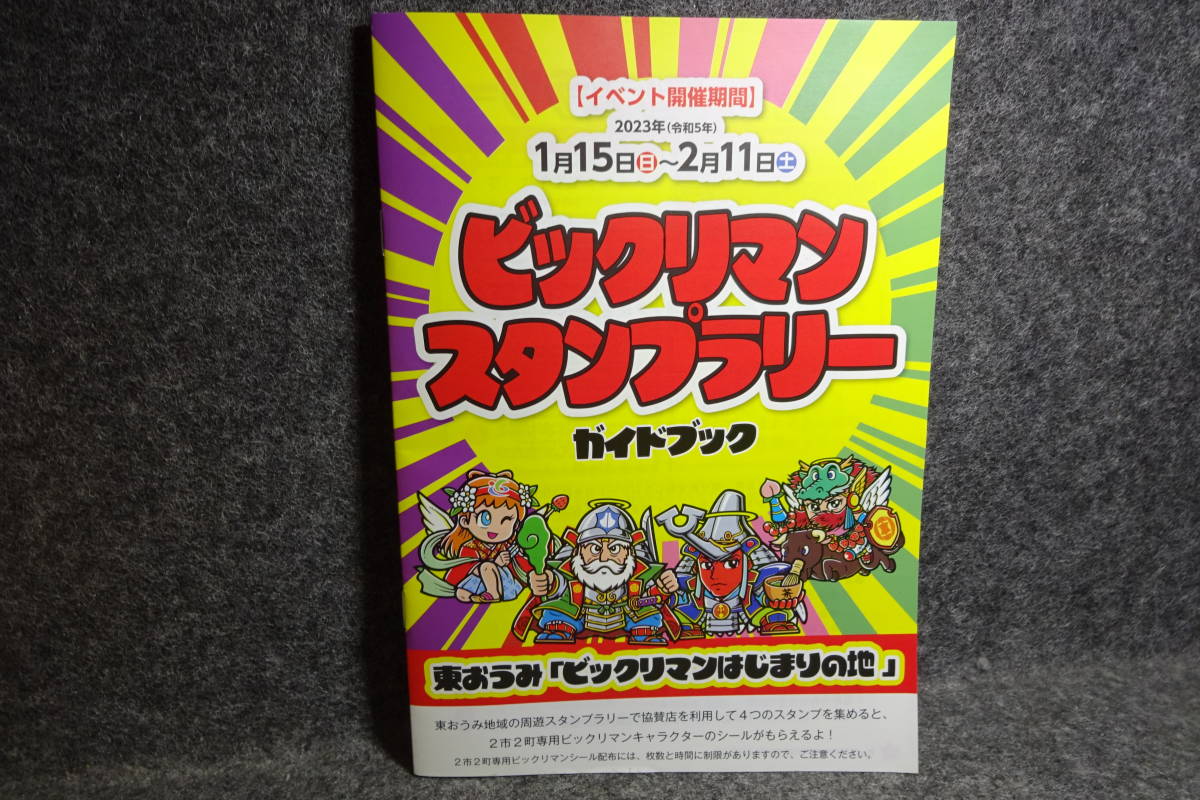 【イベント開催期間】
2023年(令和5年)
1月15日日〜2月11日土
ビックリマン
スタンプラリー
ガイドブック
茶
東おうみ「ビックリマンはじまりの地」
東おうみ地域の周遊スタンプラリーで協賛店を利用して４つのスタンプを集めると、
２市２町専用ビックリマンキャラクターのシールがもらえるよ！
２市２町専用ビックリマンシール配布には、枚数と時間に制限がありますので、ご注意ください。